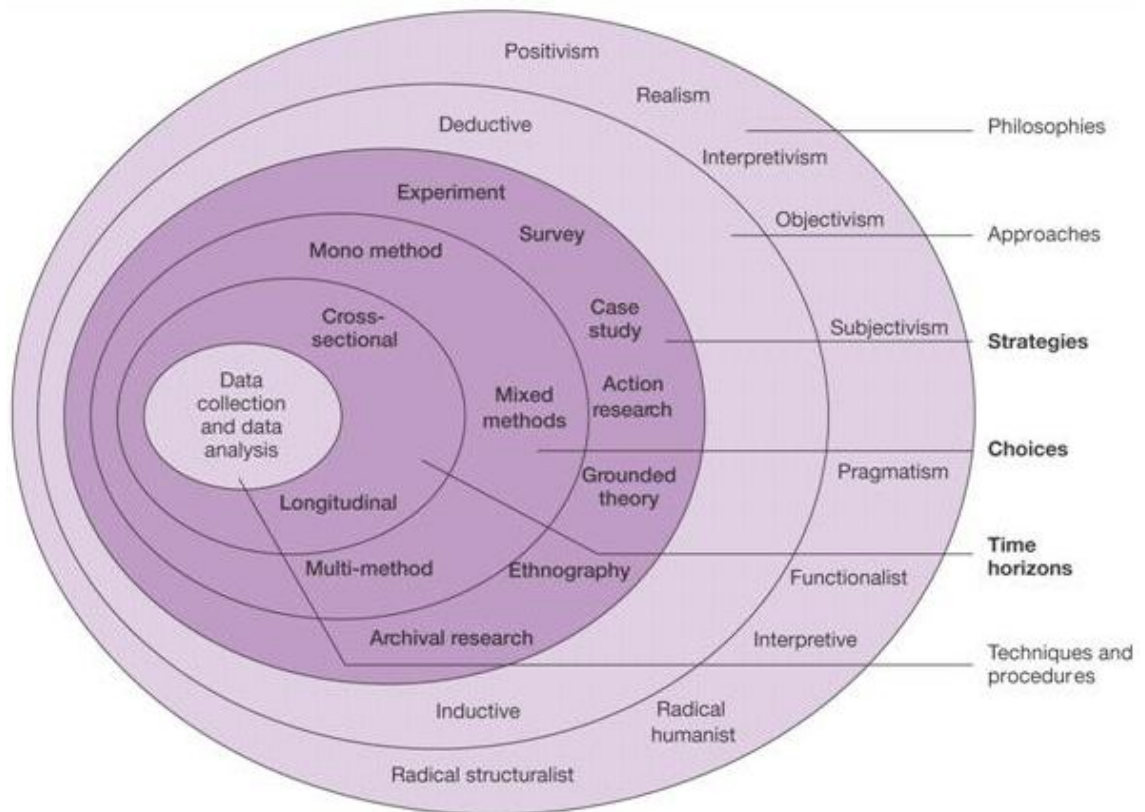 Positivism
Realism
Philosophies
Deductive
Interpretivism
Experiment
Objectivism
Survey
Approaches
Mono method
Case
study
Cross-
sectional
Subjectivism
Strategies
Data
collection
and data
analysis
Mixed
methods
Action
research
Choices
Grounded
theory
Pragmatism
Longitudinal
Time
horizons
Multi-method
Ethnography
Functionalist
Archival research
Interpretive
Techniques and
procedures
Inductive
Radical
humanist
Radical structuralist